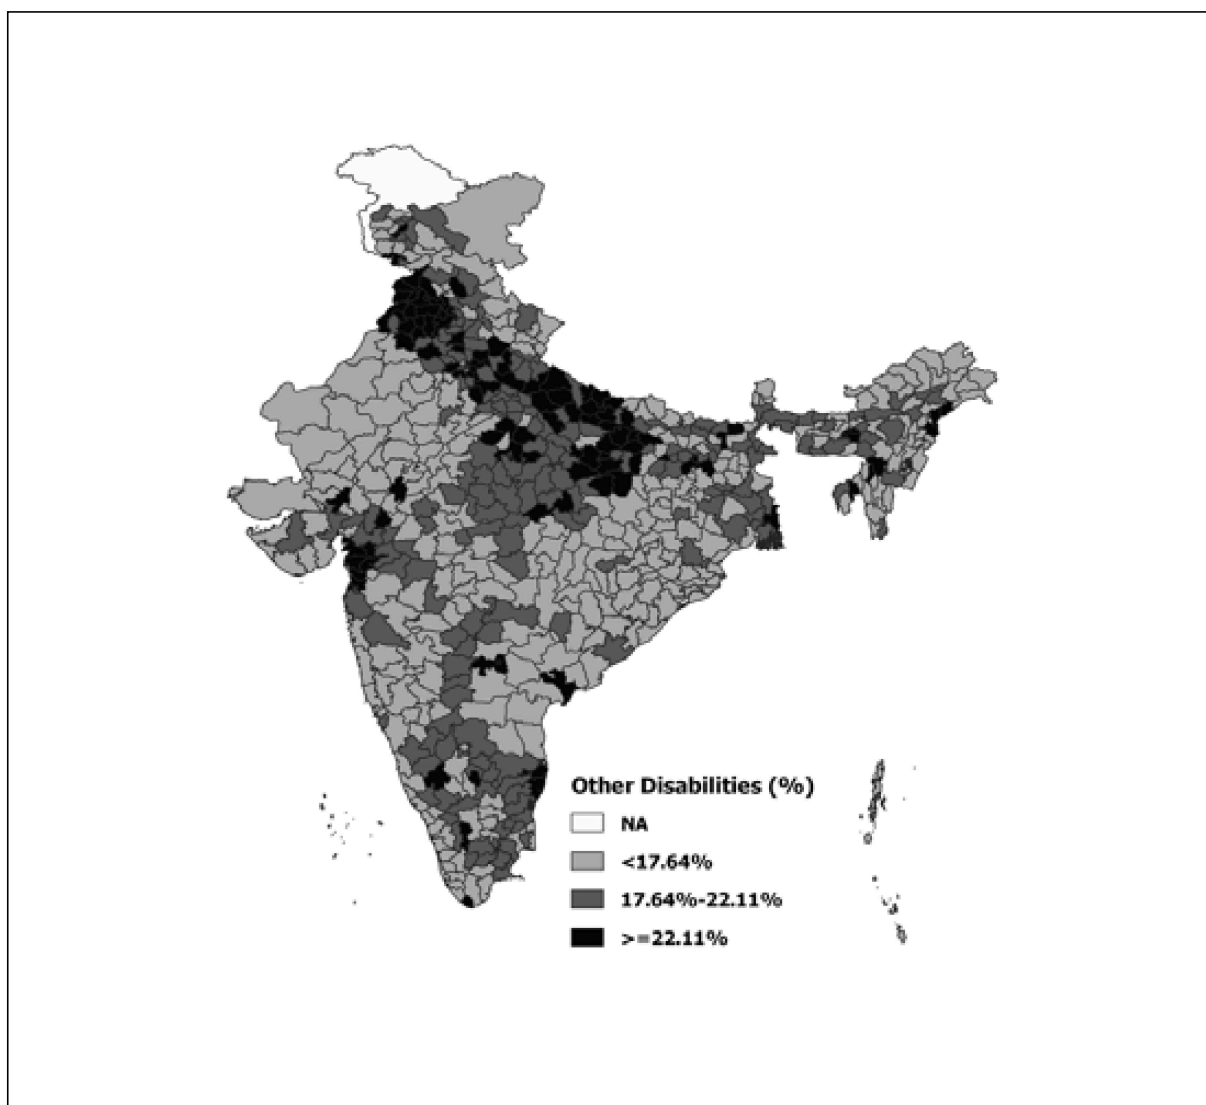 Other Disabilities (%)
NA
<17.64%
17.64%-22.11%
>=22.11%